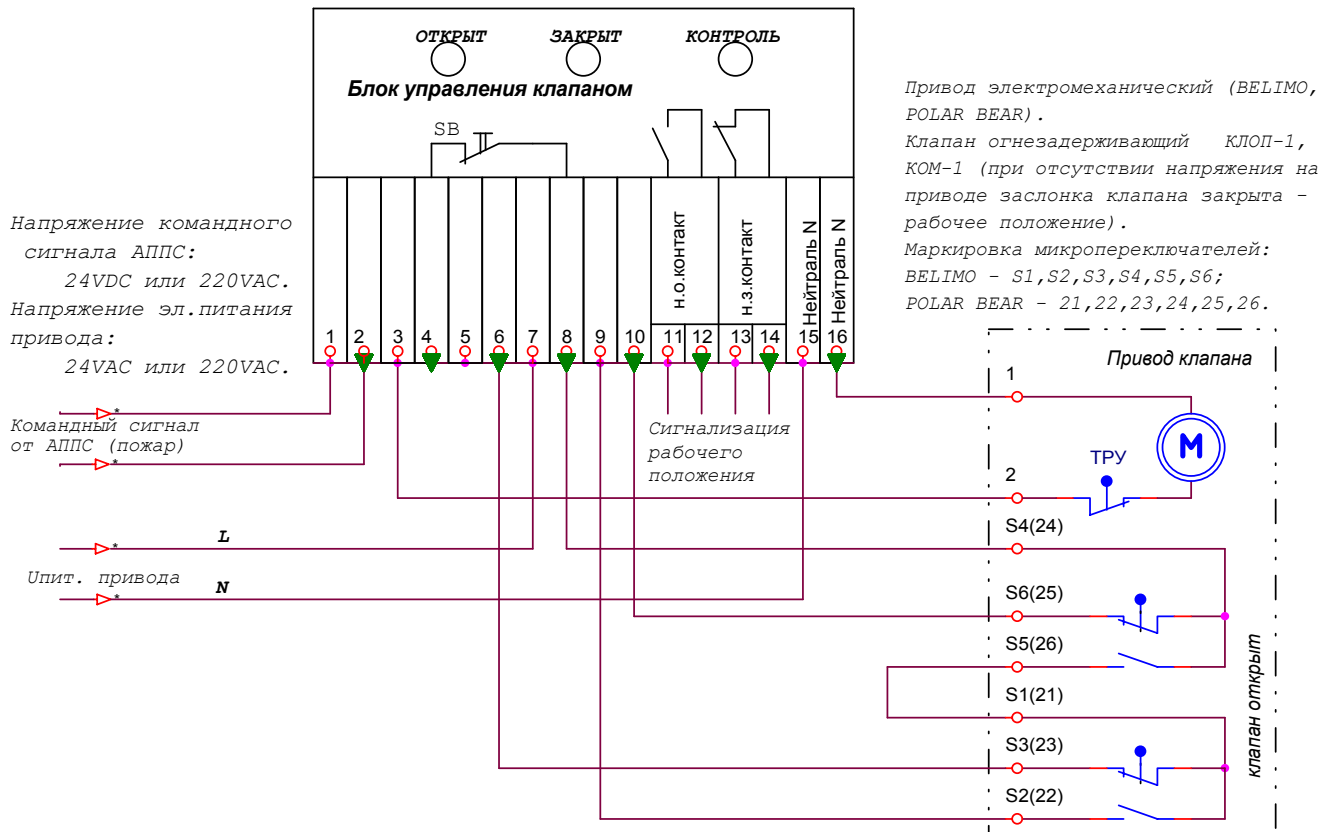 ОТКРЫТ ЗАКРЫТ КОНТРОЛЬ
Блок управления клапаном
SB
н.о.контакт
н.з.контакт
Нейтраль N
Нейтраль N
1 2 3 4 5 6 7 8 9 10 11 12 13 14 15 16
Напряжение командного
сигнала АППС:
24VDC или 220VAC.
Напряжение эл.питания
привода:
24VAC или 220VAC.
*
Командный сигнал
от АППС (пожар)
*
* L
Uпит. привода
* N
Сигнализация
рабочего
положения
Привод электромеханический (BELIMO,
POLAR BEAR).
Клапан огнезадерживающий КЛОП-1,
КОМ-1 (при отсутствии напряжения на
приводе заслонка клапана закрыта -
рабочее положение).
Маркировка микропереключателей:
BELIMO - S1,S2,S3,S4,S5,S6;
POLAR BEAR - 21,22,23,24,25,26.
Привод клапана
1
M
ТРУ
2
S4(24)
S6(25)
S5(26)
S1(21)
S3(23)
S2(22)
клапан открыт